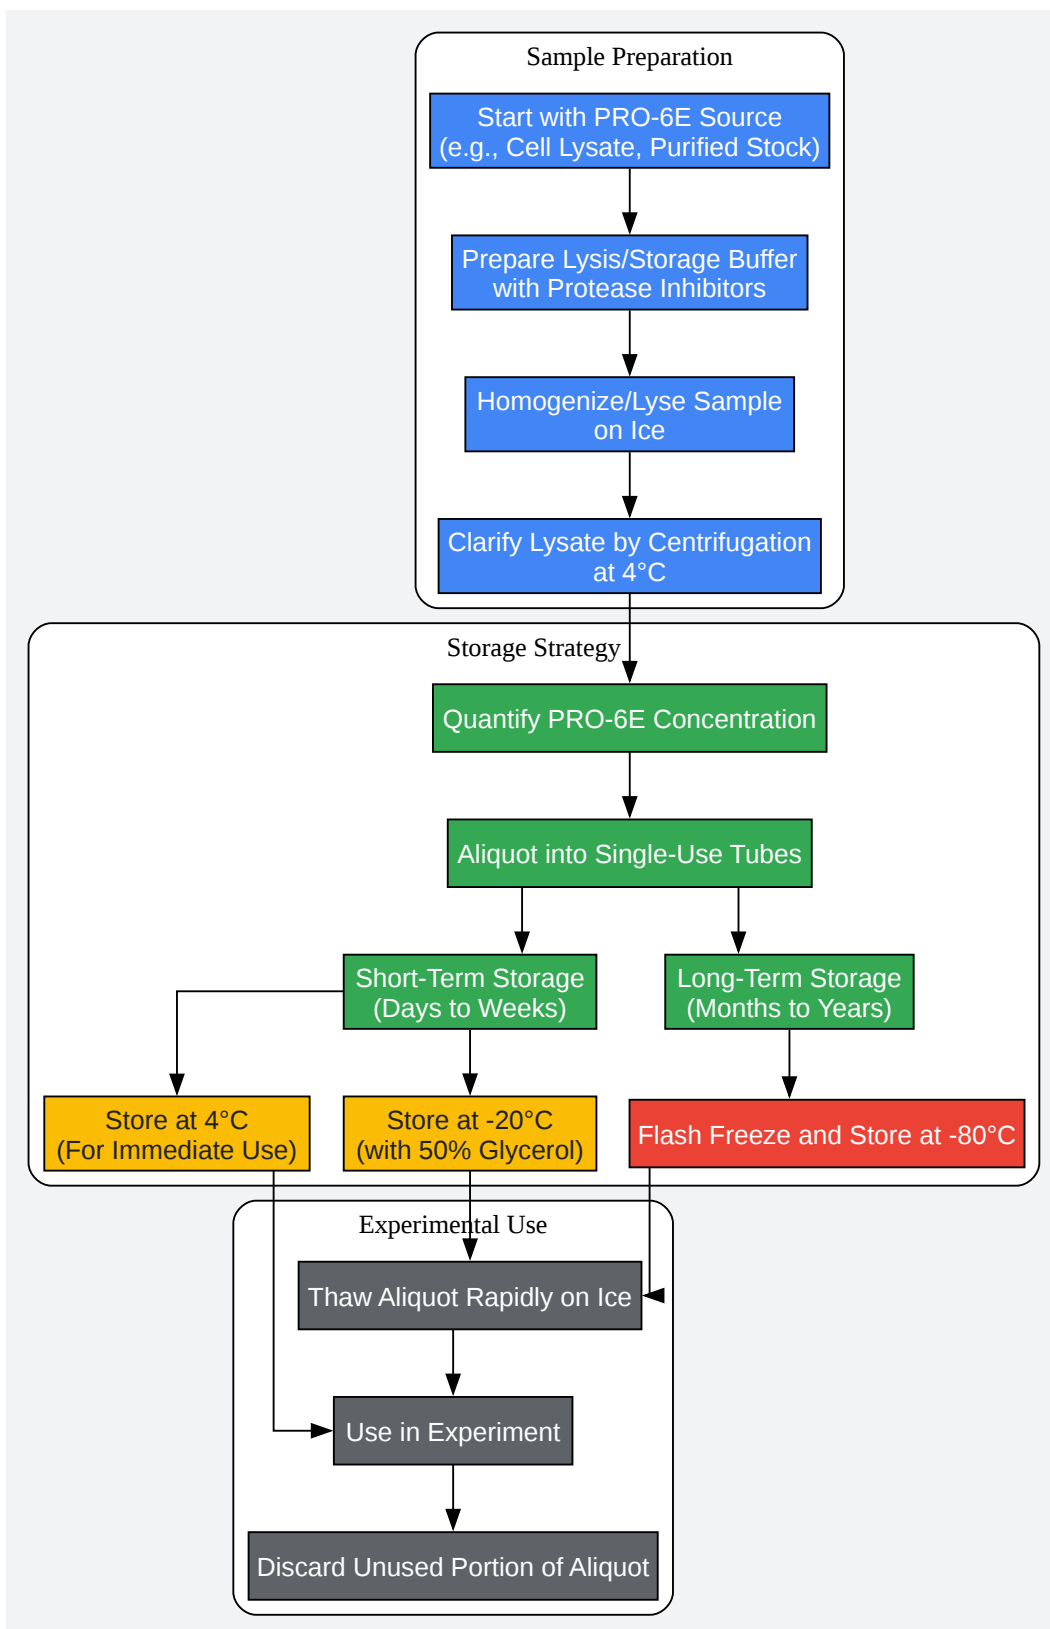 Sample Preparation
Start with PRO-6E Source
(e.g., Cell Lysate, Purified Stock)
Prepare Lysis/Storage Buffer
with Protease Inhibitors
Homogenize/Lyse Sample
on Ice
Clarify Lysate by Centrifugation
at 4°C
Storage Strategy
Quantify PRO-6E Concentration
Aliquot into Single-Use Tubes
Short-Term Storage
(Days to Weeks)
Long-Term Storage
(Months to Years)
Store at 4°C
(For Immediate Use)
Store at -20°C
(with 50% Glycerol)
Flash Freeze and Store at -80°C
Experimental Use
Thaw Aliquot Rapidly on Ice
Use in Experiment
Discard Unused Portion of Aliquot